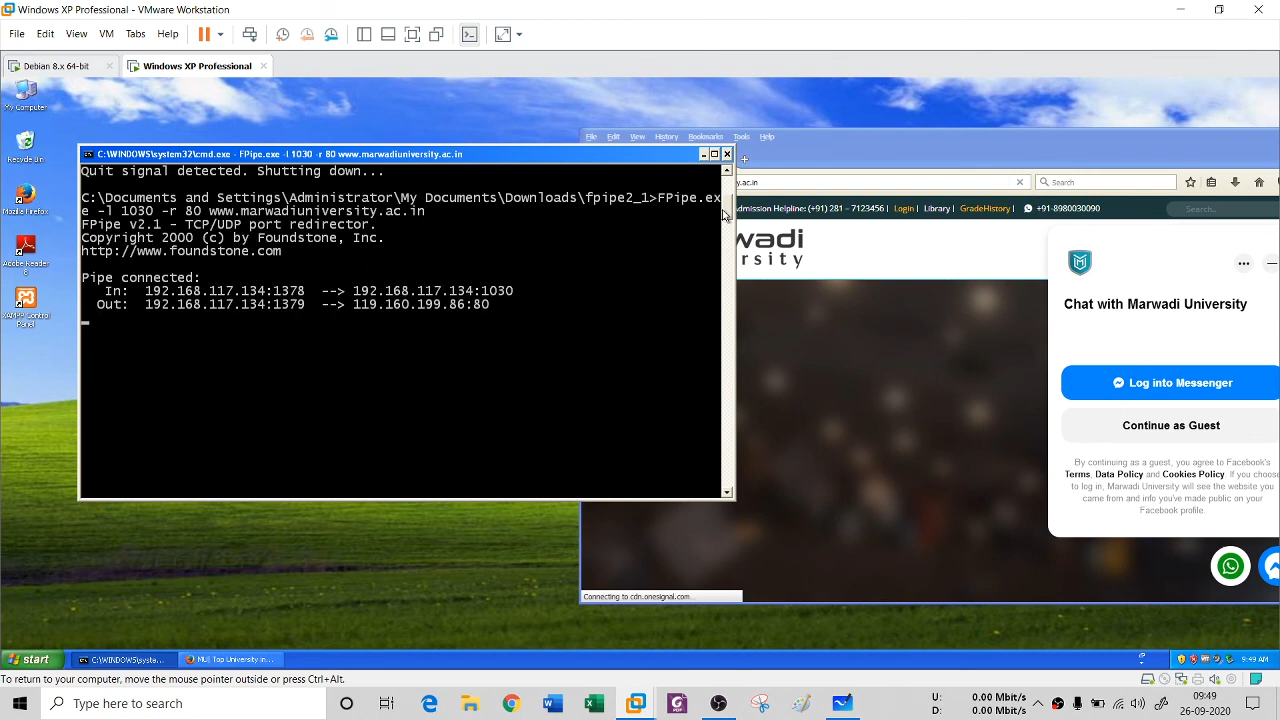 Windows XP Professional - VMware Workstation
File Edit View VM Tabs Help
Debian 8.x 64-bit
Windows XP Professional
My Computer
Recycle Bin
Mozilla Firefox
Adobe Reader
XAMPP Control
Panel
File Edit View History Bookmarks Tools Help
C:\WINDOWS\system32\cmd.exe - FPipe.exe -l 1030 -r 80 www.marwadiuniversity.ac.in
Quit signal detected. Shutting down...
C:\Documents and Settings\Administrator\My Documents\Downloads\fpipe2_1>FPipe.ex
e -l 1030 -r 80 www.marwadiuniversity.ac.in
FPipe v2.1 - TCP/UDP port redirector.
Copyright 2000 (c) by Foundstone, Inc.
http://www.foundstone.com
Pipe connected:
In: 192.168.117.134:1378 --> 192.168.117.134:1030
Out: 192.168.117.134:1379 --> 119.160.199.86:80
y.ac.in
Search
dmission Helpline: (+91) 281 – 7123456 | Login | Library | GradeHistory | +91-8980030090
Search...
wadi
ersity
Chat with Marwadi University
Log into Messenger
Continue as Guest
By continuing as a guest, you agree to Facebook's
Terms, Data Policy and Cookies Policy. If you choose
to log in, Marwadi University will see the website you
came from and info you've made public on your
Facebook profile.
Connecting to cdn.onesignal.com...
start
C:\WINDOWS\syste...
MU| Top University in...
9:49 AM
To return to your computer, move the mouse pointer outside or press Ctrl+Alt.
Type here to search
U: 0.00 Mbit/s
D: 0.00 Mbit/s
09:49
26-09-2020